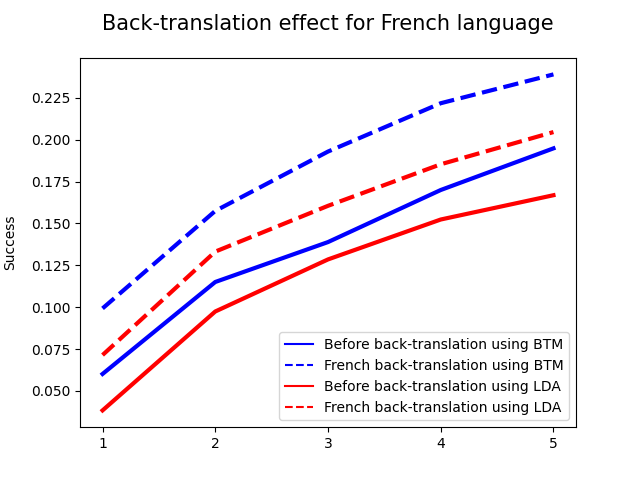 Back-translation effect for French language
Success
0.225
0.200
0.175
0.150
0.125
0.100
0.075
0.050
1 2 3 4 5
Before back-translation using BTM
French back-translation using BTM
Before back-translation using LDA
French back-translation using LDA